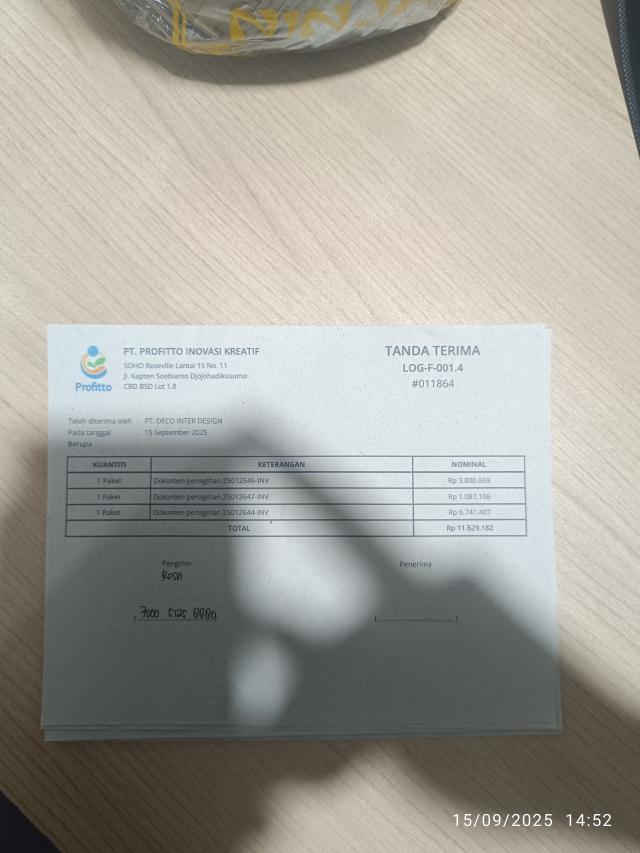 NINJA
PT. PROFITTO INOVASI KREATIF
SOHO Roseville Lantai 15 No. 11
Jl. Kapten Soebianto Djojohadikusumo
CBD BSD Lot 1.8
Profitto
TANDA TERIMA
LOG-F-001.4
#011864
Telah diterima oleh : PT. DECO INTER DESIGN
Pada tanggal : 15 September 2025
Berupa :
KUANTITI KETERANGAN NOMINAL
1 Paket Dokumen penagihan 25012646-INV Rp 3.800.669
1 Paket Dokumen penagihan 25012647-INV Rp 1.087.106
1 Paket Dokumen penagihan 25012644-INV Rp 6.741.407
TOTAL Rp 11.629.182
Pengirim Penerima
Rosa
(............................)
15/09/2025 14:52